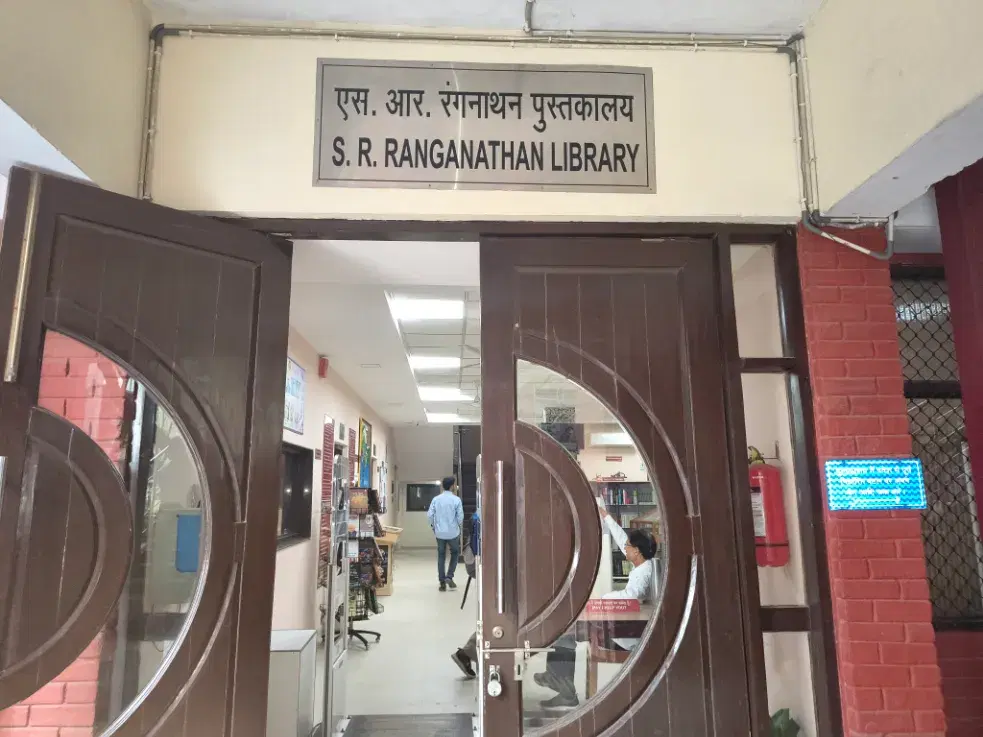 एस. आर. रंगनाथन पुस्तकालय
S. R. RANGANATHAN LIBRARY